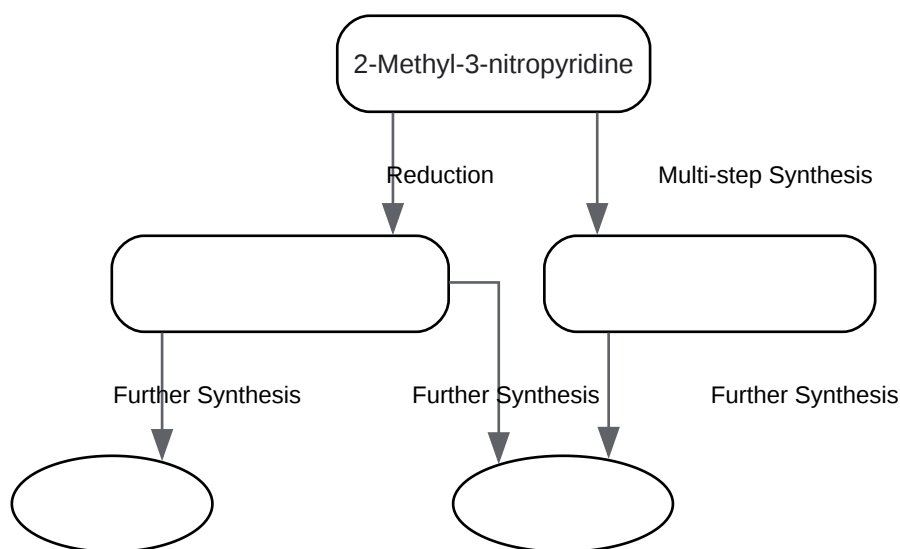 2-Methyl-3-nitropyridine
Reduction
Multi-step Synthesis
Further Synthesis
Further Synthesis
Further Synthesis